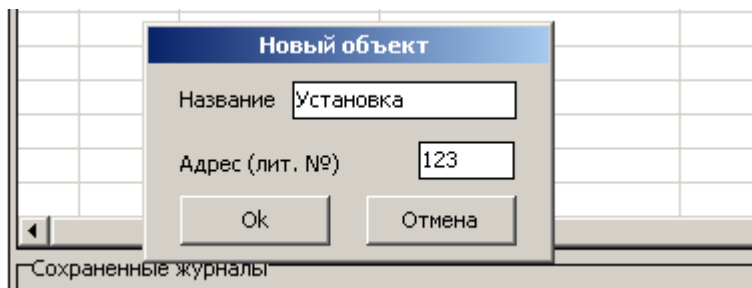 Новый объект
Название Установка
Адрес (лит. №) 123
Ok Отмена
Сохраненные журналы